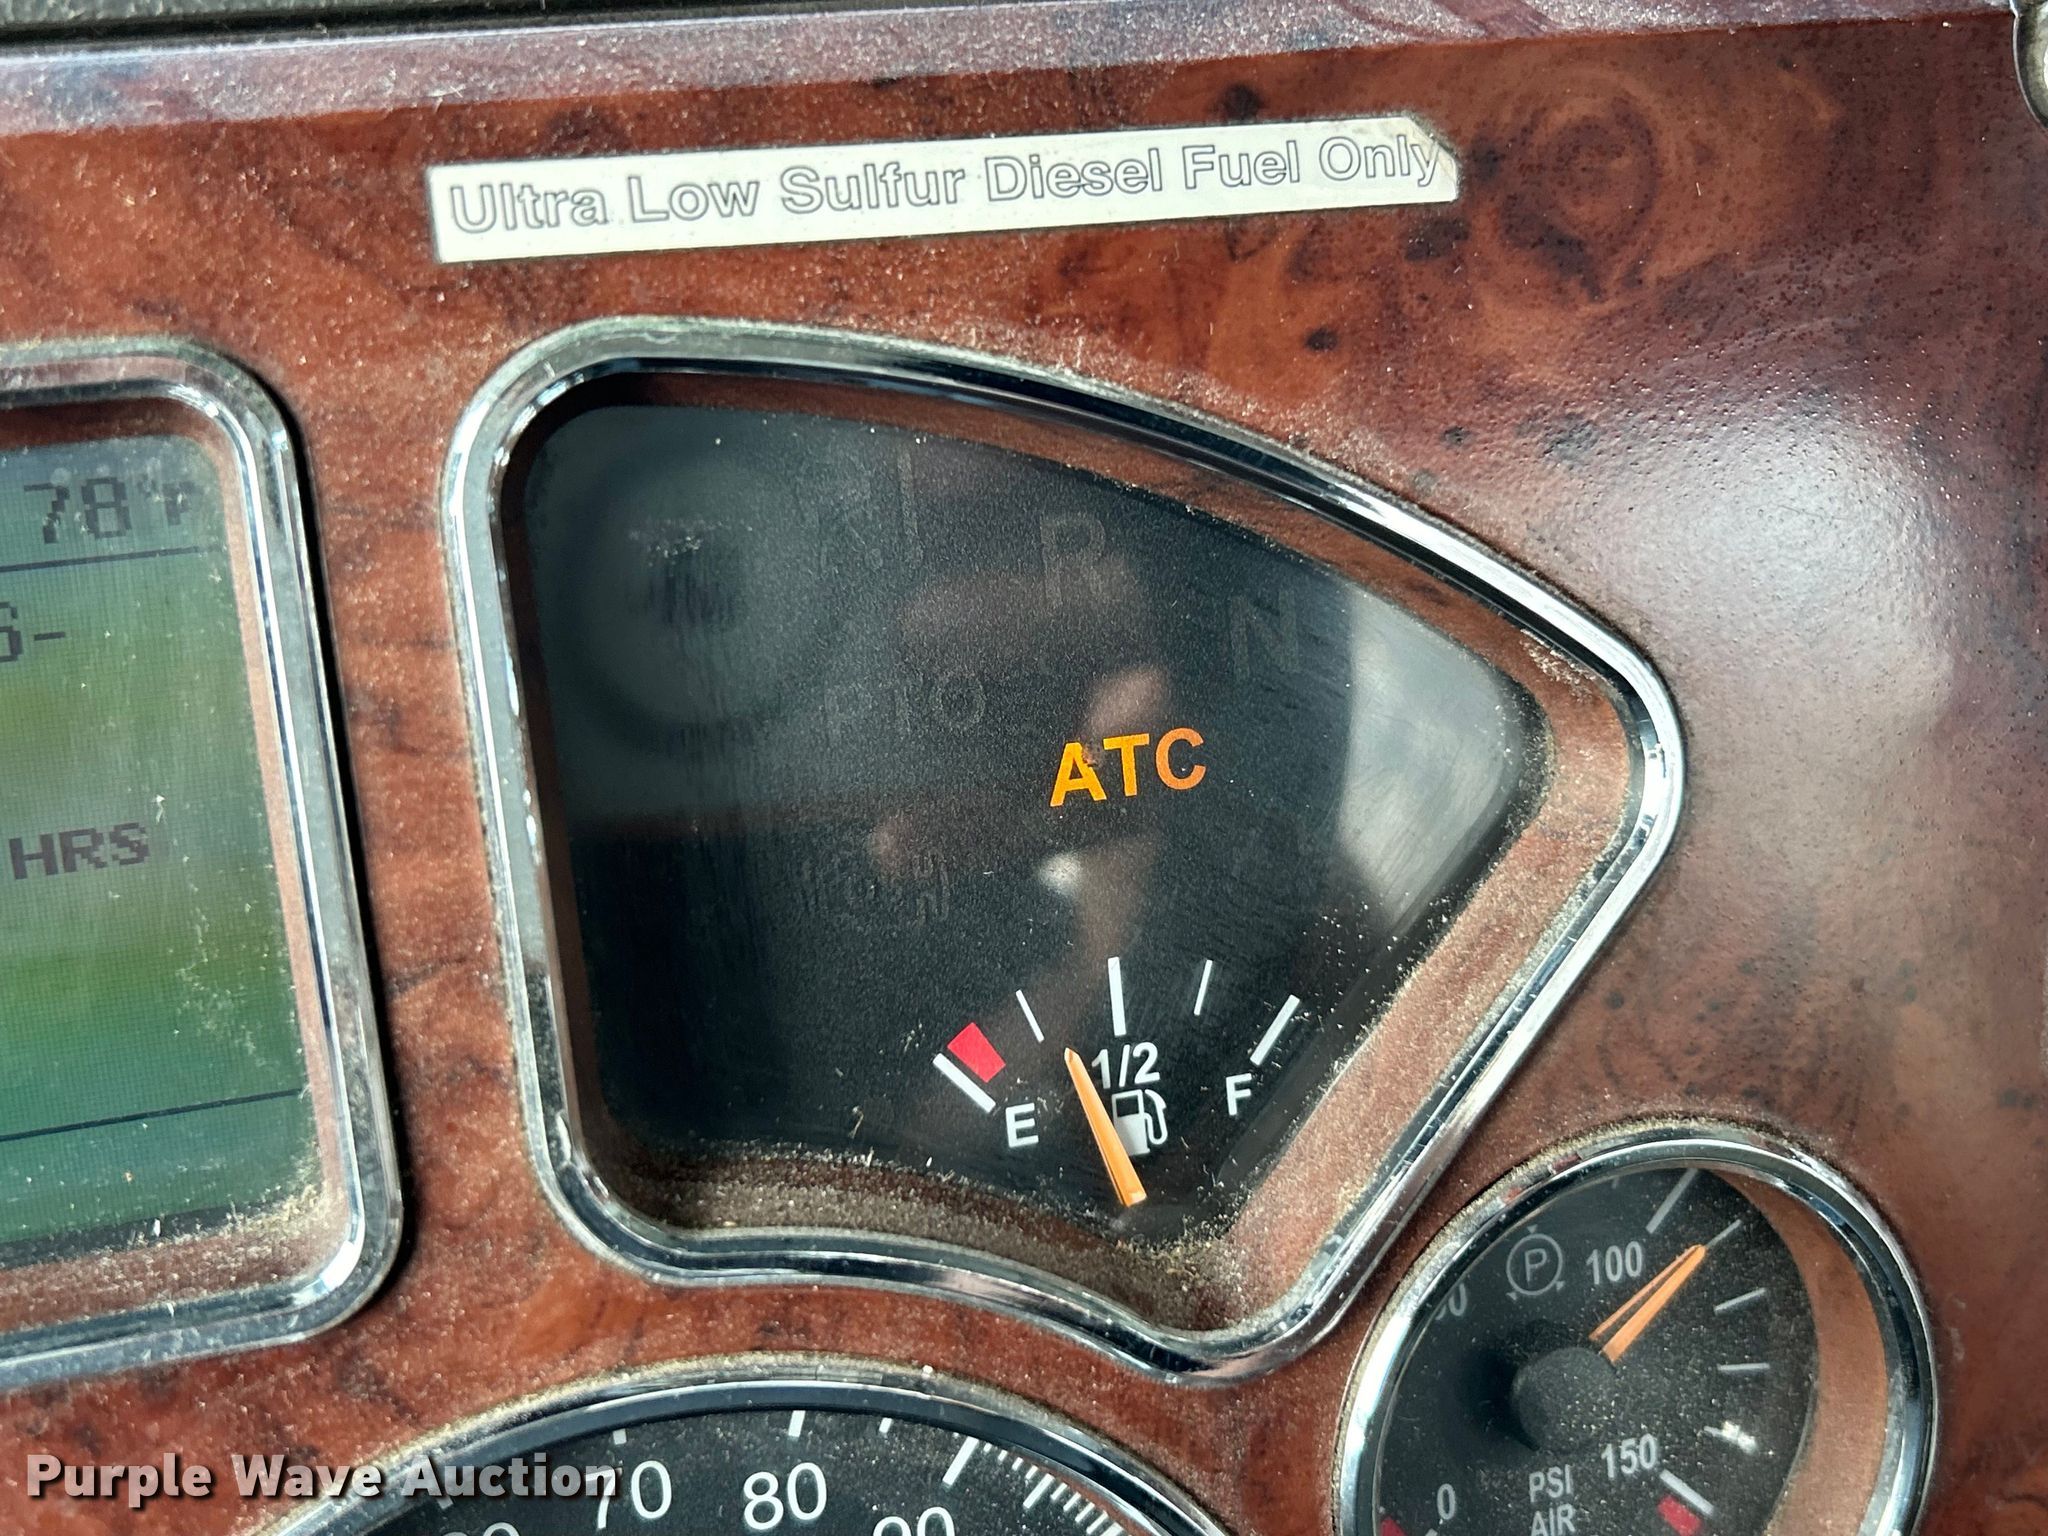 Ultra Low Sulfur Diesel Fuel Only
78°F
R
N
ATC
HRS
1/2
E
F
P
100
150
PSI
AIR
0
70
80
90
Purple Wave Auction